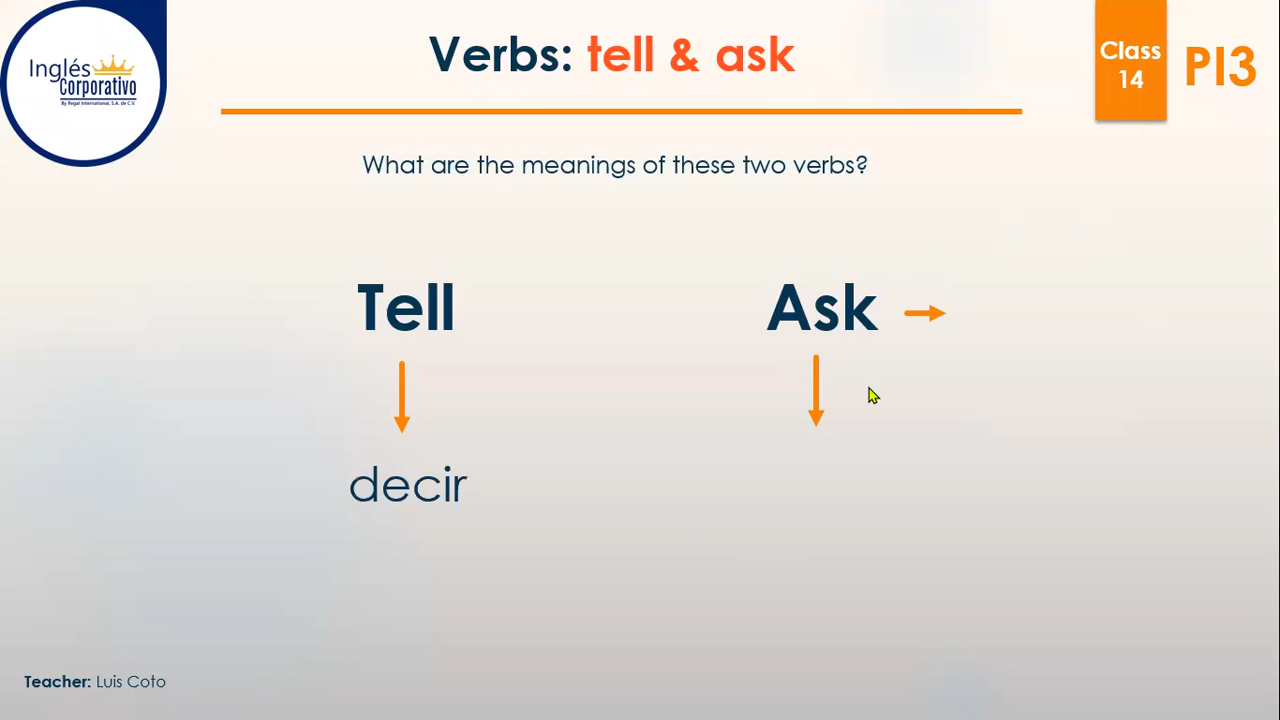 Inglés
Corporativo
By Regal International, S.A. de C.V.
Verbs: tell & ask
Class
14
PI3
What are the meanings of these two verbs?
Tell
Ask
decir
Teacher: Luis Coto